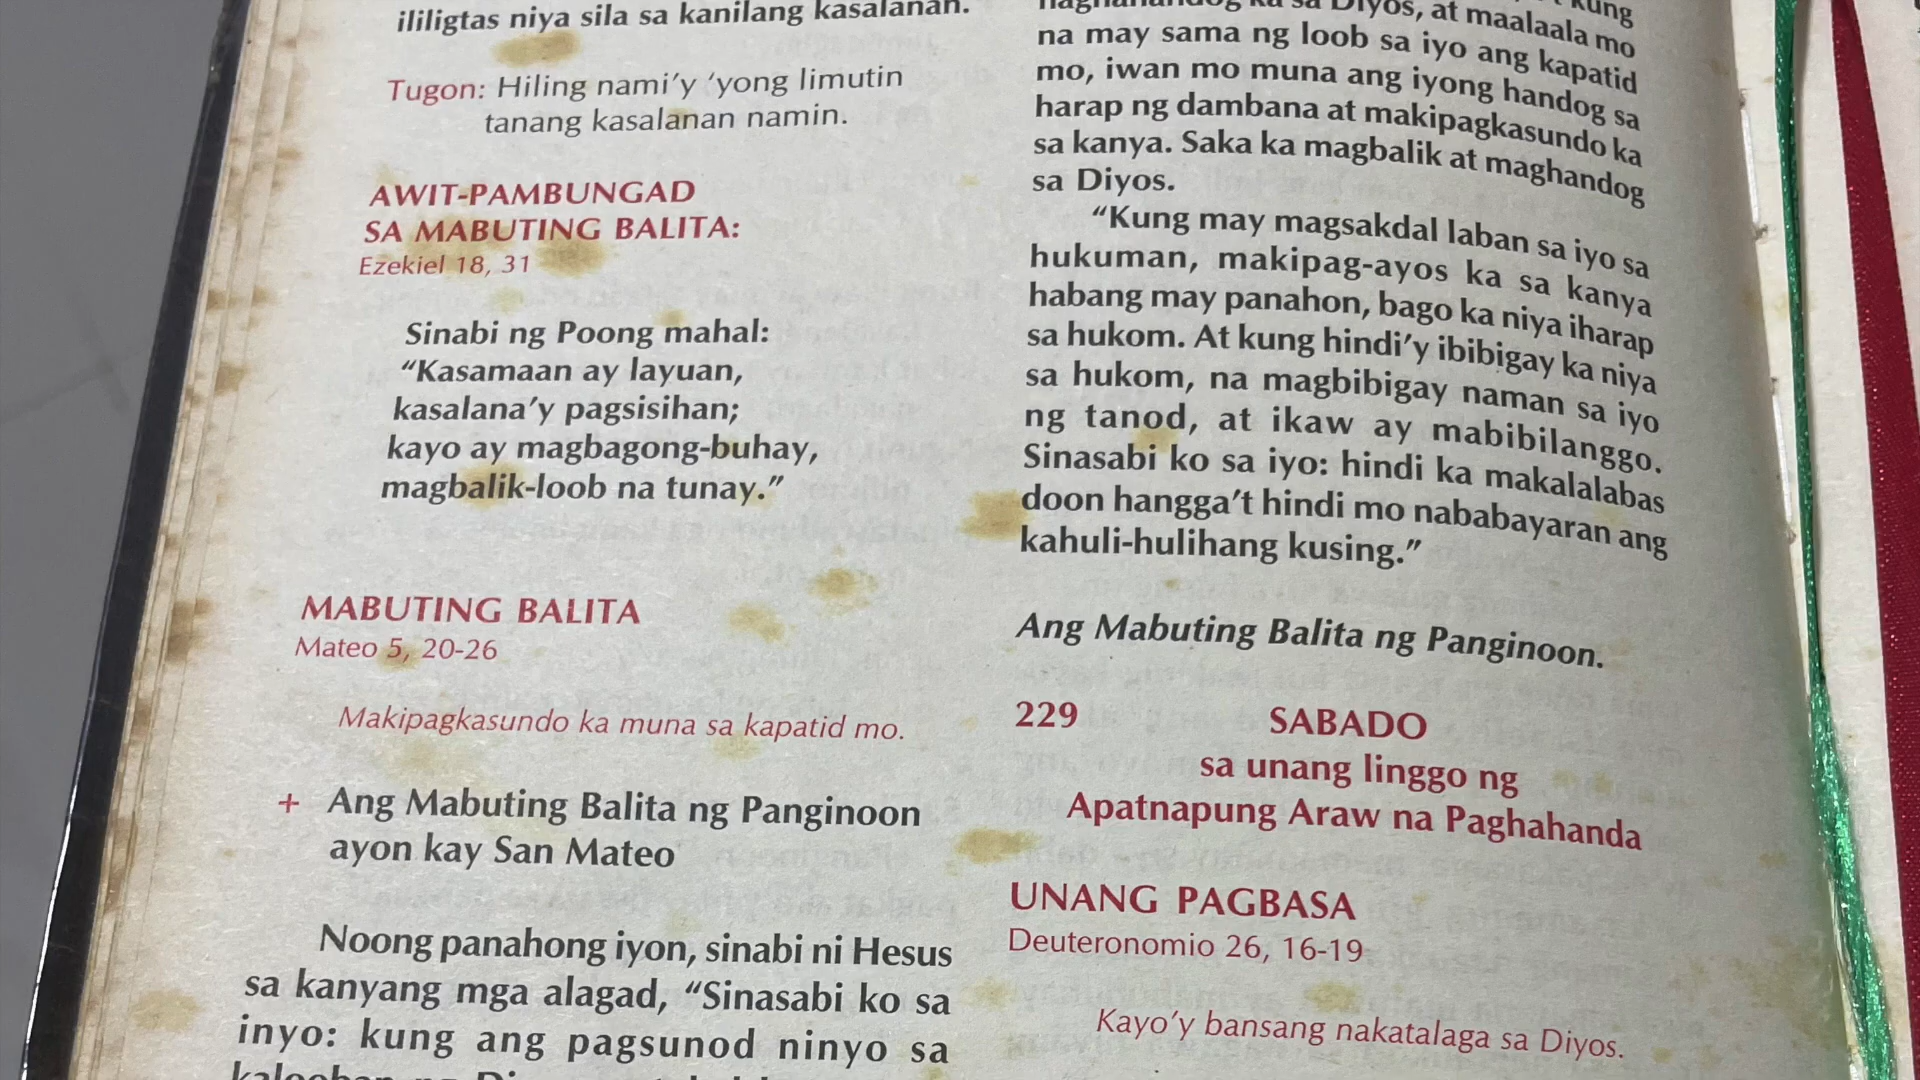 ililigtas niya sila sa kanilang kasalanan.
Tugon: Hiling nami’y ‘yong limutin
tanang kasalanan namin.
AWIT-PAMBUNGAD
SA MABUTING BALITA:
Ezekiel 18, 31
Sinabi ng Poong mahal:
“Kasamaan ay layuan,
kasalana’y pagsisihan;
kayo ay magbagong-buhay,
magbalik-loob na tunay.”
MABUTING BALITA
Mateo 5, 20-26
Makipagkasundo ka muna sa kapatid mo.
+ Ang Mabuting Balita ng Panginoon
ayon kay San Mateo
Noong panahong iyon, sinabi ni Hesus
sa kanyang mga alagad, “Sinasabi ko sa
inyo: kung ang pagsunod ninyo sa
kung
ka sa Diyos, at maalaala mo
na may sama ng loob sa iyo ang kapatid
mo, iwan mo muna ang iyong handog sa
harap ng dambana at makipagkasundo ka
sa kanya. Saka ka magbalik at maghandog
sa Diyos.
“Kung may magsakdal laban sa iyo sa
hukuman, makipag-ayos ka sa kanya
habang may panahon, bago ka niya iharap
sa hukom. At kung hindi’y ibibigay ka niya
sa hukom, na magbibigay naman sa iyo
ng tanod, at ikaw ay mabibilanggo.
Sinasabi ko sa iyo: hindi ka makalalabas
doon hangga’t hindi mo nababayaran ang
kahuli-hulihang kusing.”
Ang Mabuting Balita ng Panginoon.
229 SABADO
sa unang linggo ng
Apatnapung Araw na Paghahanda
UNANG PAGBASA
Deuteronomio 26, 16-19
Kayo’y bansang nakatalaga sa Diyos.